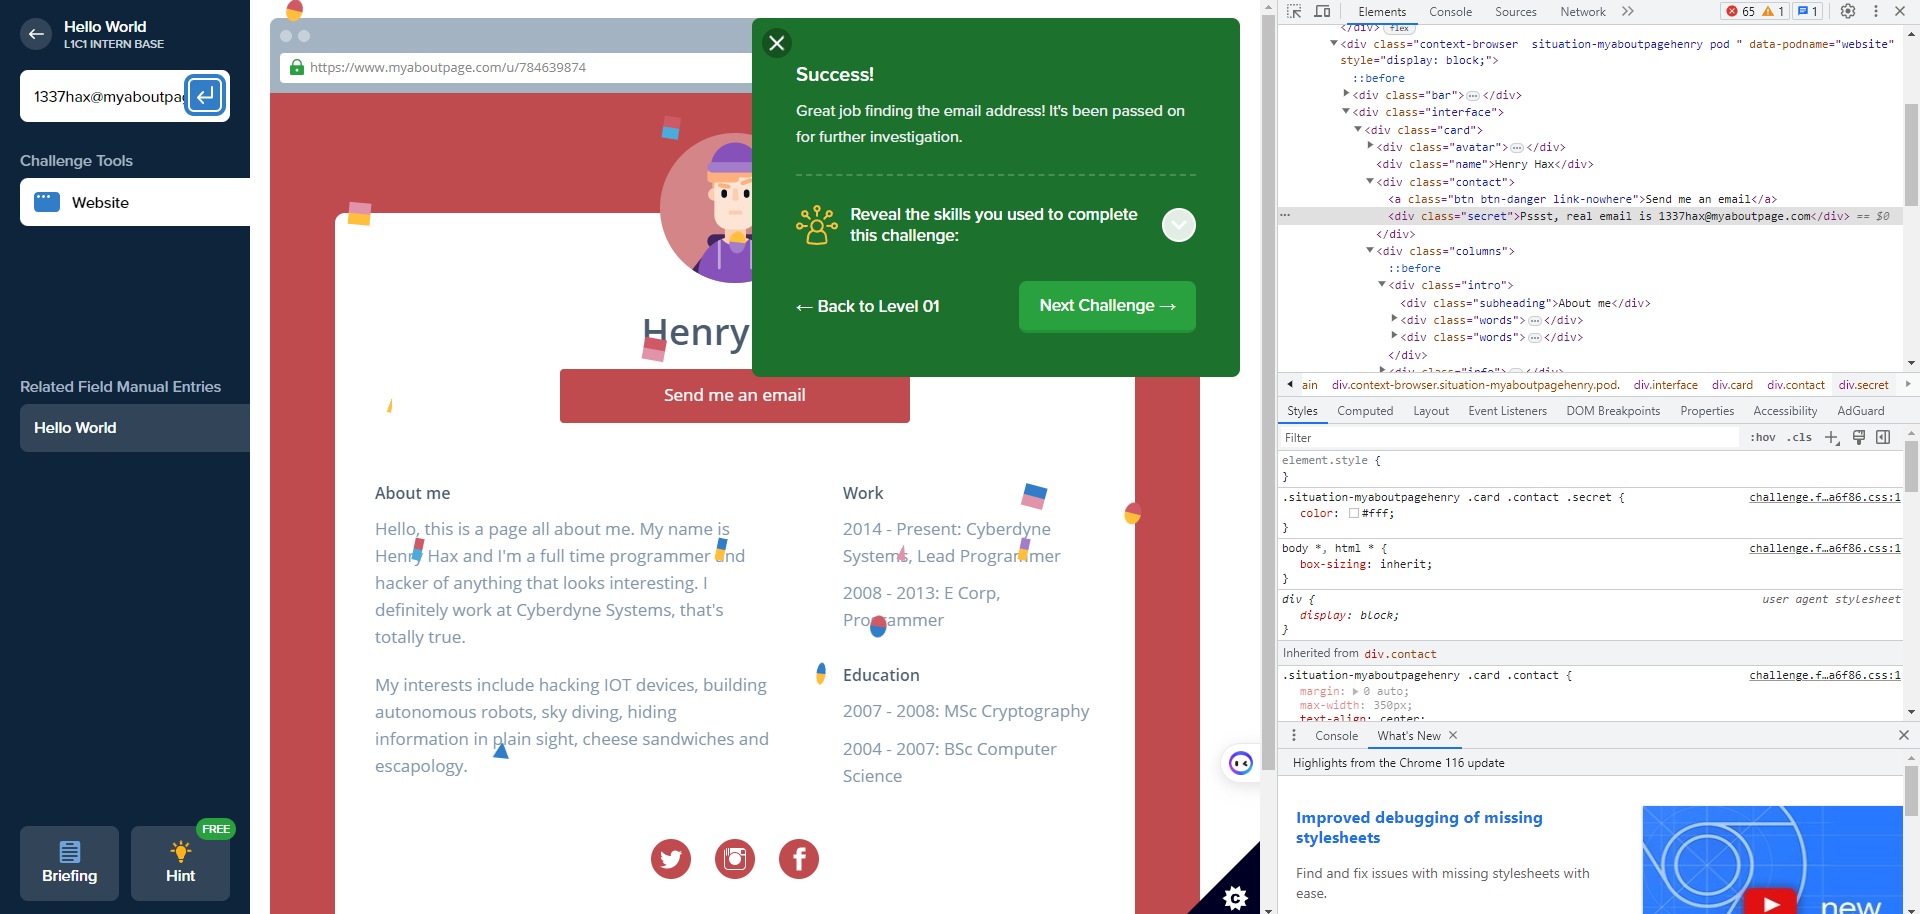 Hello World
L1C1 INTERN BASE
1337hax@myaboutpa
Challenge Tools
Website
Related Field Manual Entries
Hello World
Briefing
FREE
Hint
https://www.myaboutpage.com/u/784639874
Success!
Great job finding the email address! It's been passed on
for further investigation.
Reveal the skills you used to complete
this challenge:
← Back to Level 01
Next Challenge →
Henry
Send me an email
About me
Hello, this is a page all about me. My name is
Henry Hax and I'm a full time programmer and
hacker of anything that looks interesting. I
definitely work at Cyberdyne Systems, that's
totally true.
My interests include hacking IOT devices, building
autonomous robots, sky diving, hiding
information in plain sight, cheese sandwiches and
escapology.
Work
2014 - Present: Cyberdyne
Systems, Lead Programmer
2008 - 2013: E Corp,
Programmer
Education
2007 - 2008: MSc Cryptography
2004 - 2007: BSc Computer
Science
Elements Console Sources Network 65 1 1
</div> flex
<div class="context-browser  situation-myaboutpagehenry pod " data-podname="website"
style="display: block;">
::before
<div class="bar"> … </div>
<div class="interface">
<div class="card">
<div class="avatar"> … </div>
<div class="name">Henry Hax</div>
<div class="contact">
<a class="btn btn-danger link-nowhere">Send me an email</a>
<div class="secret">Pssst, real email is 1337hax@myaboutpage.com</div> == $0
</div>
<div class="columns">
::before
<div class="intro">
<div class="subheading">About me</div>
<div class="words"> … </div>
<div class="words"> … </div>
</div>
<div class="info"> … </div>
ain div.context-browser.situation-myaboutpagehenry.pod. div.interface div.card div.contact div.secret
Styles Computed Layout Event Listeners DOM Breakpoints Properties Accessibility AdGuard
Filter :hov .cls
element.style {
}
.situation-myaboutpagehenry .card .contact .secret { challenge.f…a6f86.css:1
color: #fff;
}
body *, html * { challenge.f…a6f86.css:1
box-sizing: inherit;
}
div { user agent stylesheet
display: block;
}
Inherited from div.contact
.situation-myaboutpagehenry .card .contact { challenge.f…a6f86.css:1
margin: 0 auto;
max-width: 350px;
text-align: center;
Console What's New
Highlights from the Chrome 116 update
Improved debugging of missing
stylesheets
Find and fix issues with missing stylesheets with
ease.
new